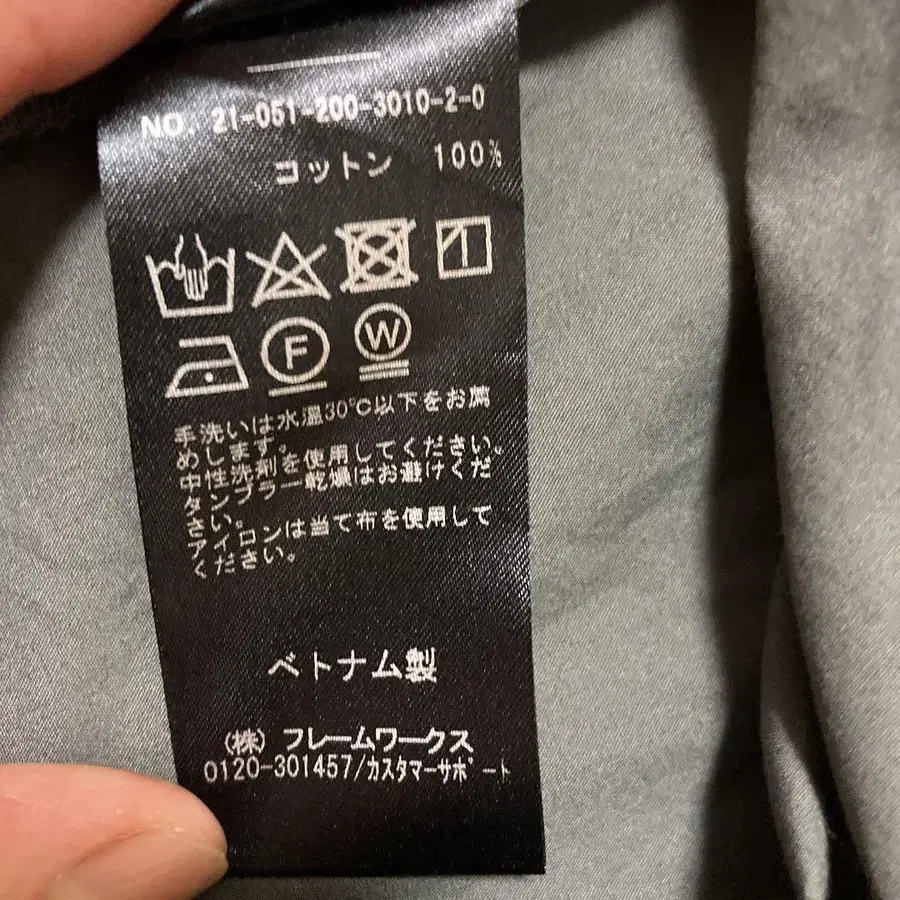 NO. 21-051-200-3010-2-0
コットン 100%
F
W
手洗いは水温30℃以下をお薦
めします。
中性洗剤を使用してください。
タンブラー乾燥はお避けくだ
さい。
アイロンは当て布を使用して
ください。
ベトナム製
(株) フレームワークス
0120-301457/カスタマーサポート